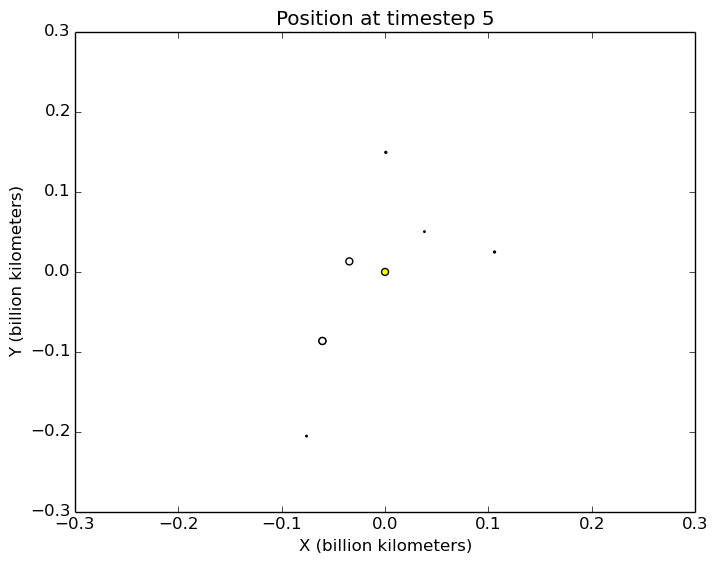 Position at timestep 5
Y (billion kilometers)
0.3
0.2
0.1
0.0
−0.1
−0.2
−0.3
−0.3 −0.2 −0.1 0.0 0.1 0.2 0.3
X (billion kilometers)